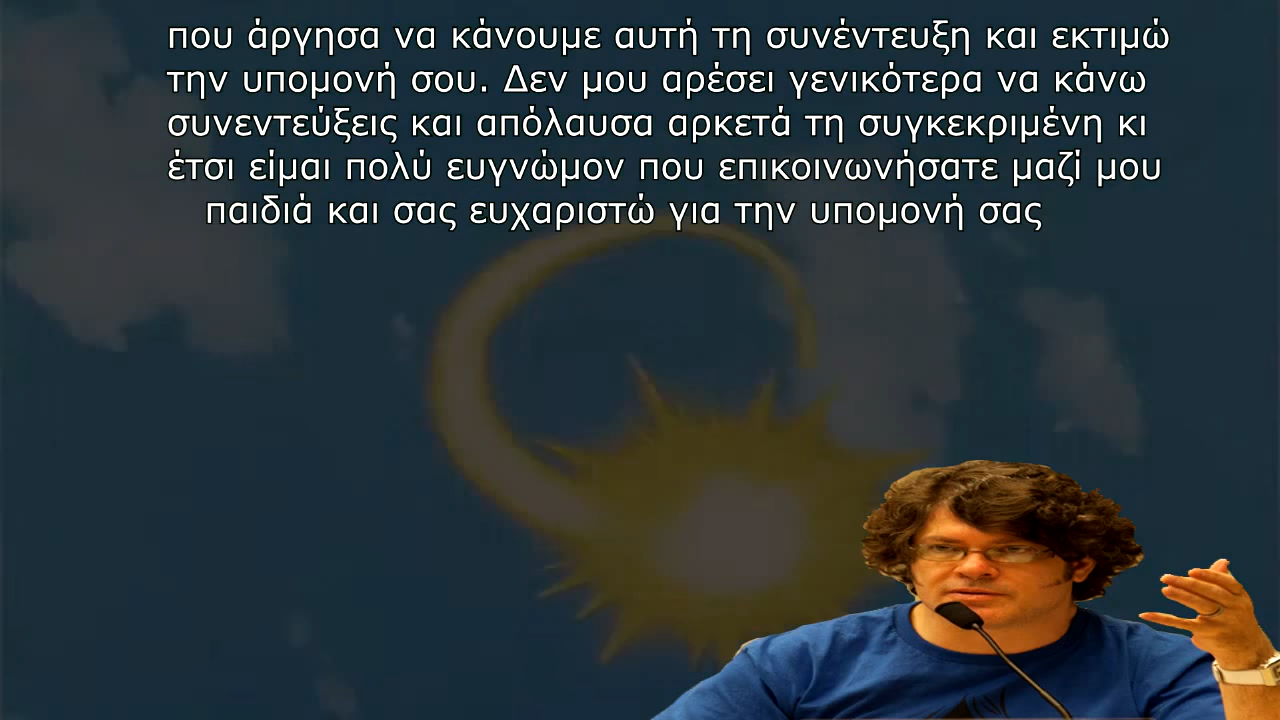 που άργησα να κάνουμε αυτή τη συνέντευξη και εκτιμώ
την υπομονή σου. Δεν μου αρέσει γενικότερα να κάνω
συνεντεύξεις και απόλαυσα αρκετά τη συγκεκριμένη κι
έτσι είμαι πολύ ευγνώμον που επικοινωνήσατε μαζί μου
παιδιά και σας ευχαριστώ για την υπομονή σας